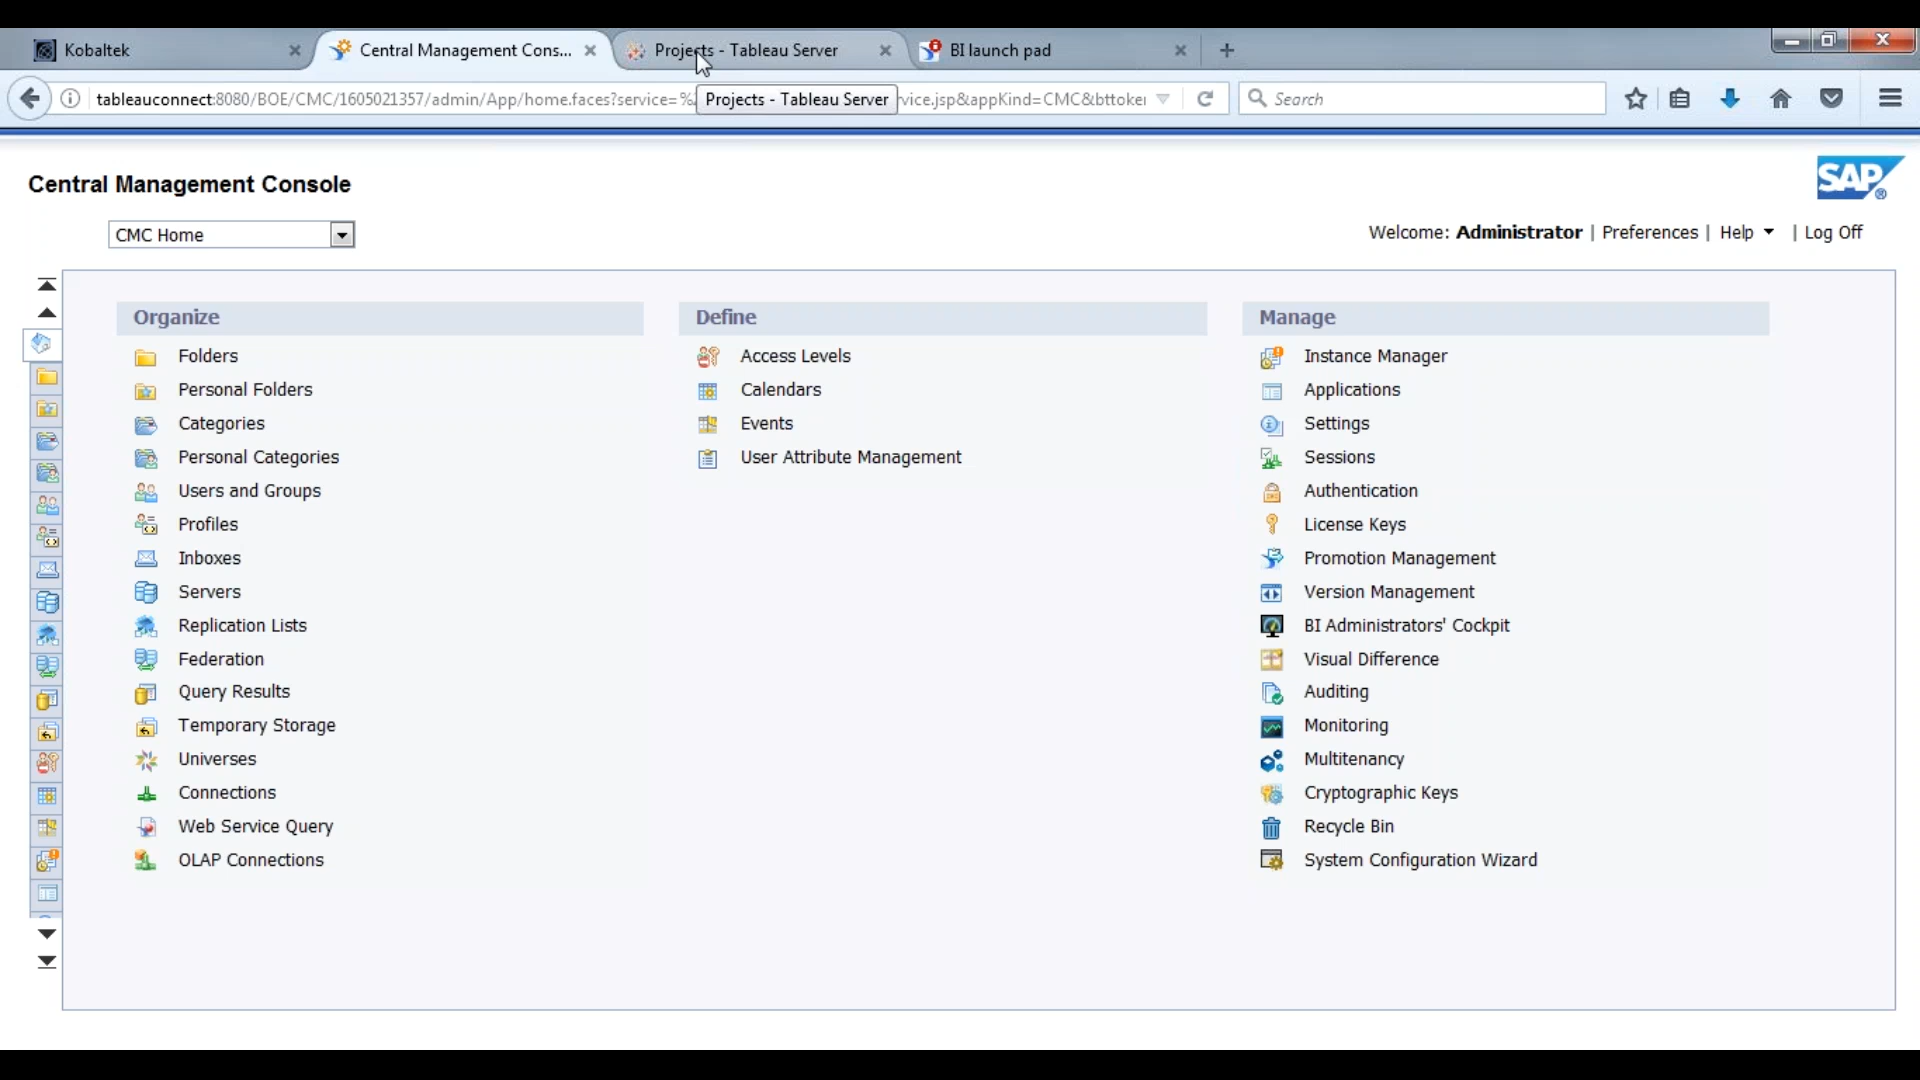 Kobaltek
Central Management Cons...
Projects - Tableau Server
BI launch pad
tableauconnect:8080/BOE/CMC/1605021357/admin/App/home.faces?service=%
Projects - Tableau Server
vice.jsp&appKind=CMC&bttoken
Search
Central Management Console
SAP®
CMC Home
Welcome: Administrator | Preferences | Help | Log Off
Organize
Folders
Personal Folders
Categories
Personal Categories
Users and Groups
Profiles
Inboxes
Servers
Replication Lists
Federation
Query Results
Temporary Storage
Universes
Connections
Web Service Query
OLAP Connections
Define
Access Levels
Calendars
Events
User Attribute Management
Manage
Instance Manager
Applications
Settings
Sessions
Authentication
License Keys
Promotion Management
Version Management
BI Administrators' Cockpit
Visual Difference
Auditing
Monitoring
Multitenancy
Cryptographic Keys
Recycle Bin
System Configuration Wizard